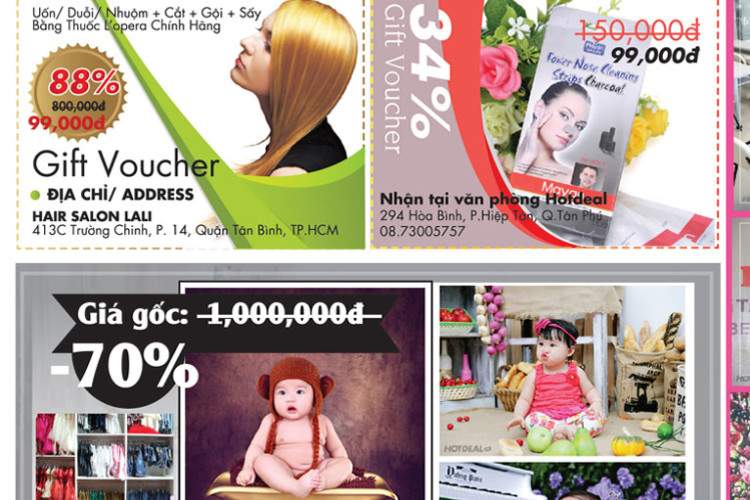 Uốn/ Duỗi/ Nhuộm + Cắt + Gội + Sấy
Bằng Thuốc L'opera Chính Hãng
88%
800,000đ
99,000đ
Gift Voucher
ĐỊA CHỈ/ ADDRESS
HAIR SALON LALI
413C Trường Chinh, P. 14, Quận Tân Bình, TP.HCM
34%
Gift Voucher
150,000đ
99,000đ
Power Nose Cleaning
Strips Charcoal
Mayan
Nhận tại văn phòng Hotdeal
294 Hòa Bình, P.Hiệp Tân, Q.Tân Phú
08.73005757
Giá gốc: 1,000,000đ
-70%
HOTDEAL